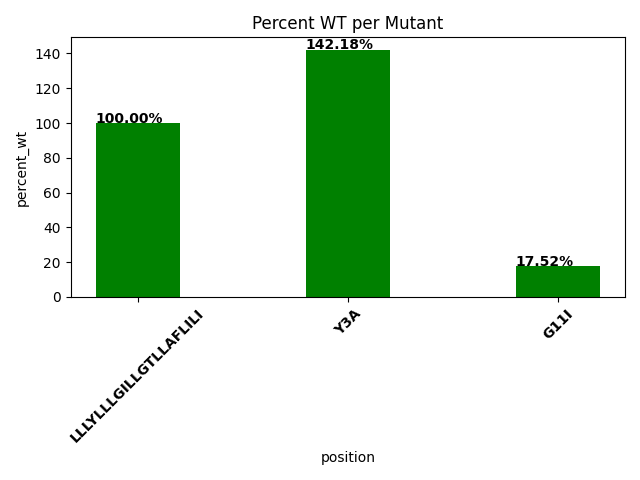 Percent WT per Mutant
percent_wt
140
120
100
80
60
40
20
0
100.00%
142.18%
17.52%
LLLYLLLGILLGTLLAFLILI
Y3A
G11I
position